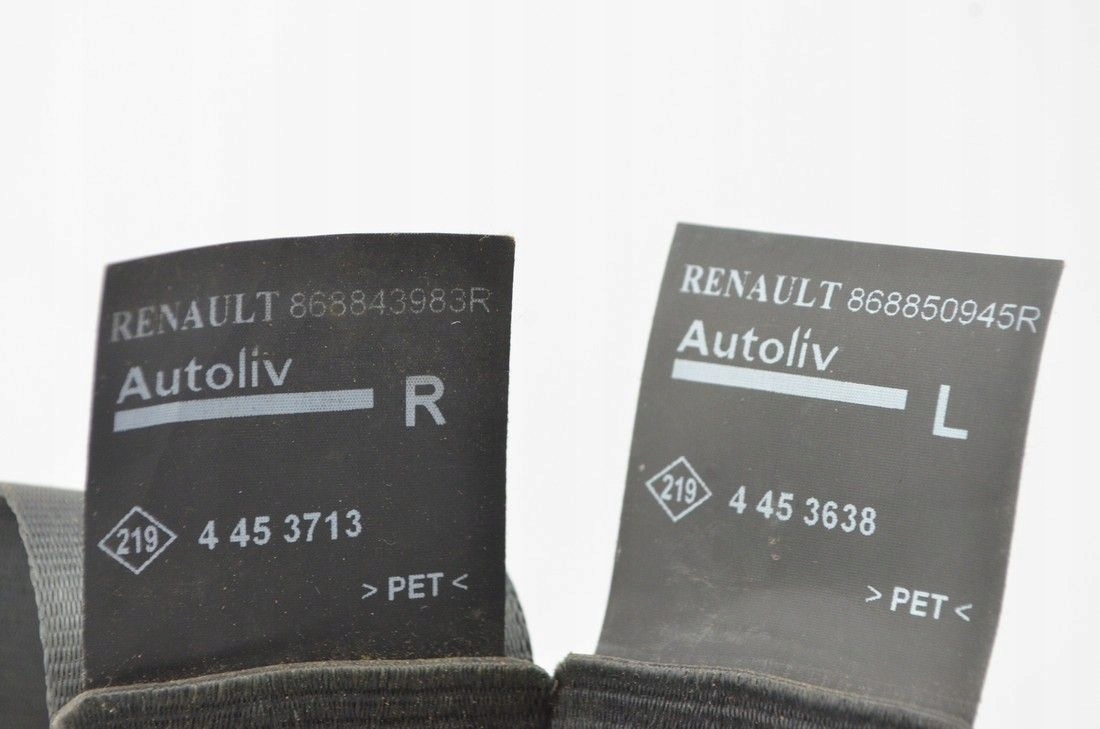 RENAULT 868843983R
Autoliv
R
219 4 45 3713
> PET <
RENAULT 868850945R
Autoliv
L
219 4 45 3638
> PET <